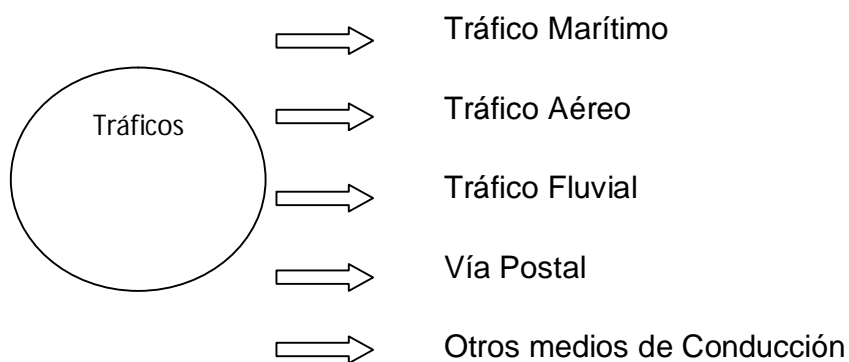 Tráficos
Tráfico Marítimo
Tráfico Aéreo
Tráfico Fluvial
Vía Postal
Otros medios de Conducción